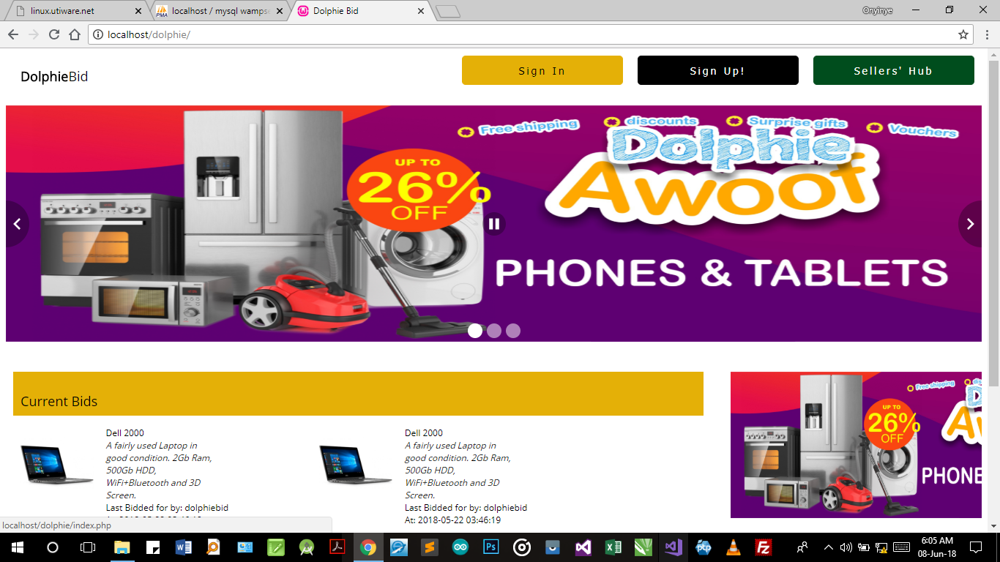 linux.utiware.net
localhost / mysql wampse
Dolphie Bid
Onyinye
localhost/dolphie/
DolphieBid
Sign In
Sign Up!
Sellers' Hub
Free shipping
discounts
Surprise gifts
Vouchers
Dolphie
Awoof
UP TO
26%
OFF
PHONES & TABLETS
Current Bids
Dell 2000
A fairly used Laptop in
good condition. 2Gb Ram,
500Gb HDD,
WiFi+Bluetooth and 3D
Screen.
Last Bidded for by: dolphiebid
Dell 2000
A fairly used Laptop in
good condition. 2Gb Ram,
500Gb HDD,
WiFi+Bluetooth and 3D
Screen.
Last Bidded for by: dolphiebid
At: 2018-05-22 03:46:19
Free shipping
UP TO
26%
OFF
PHONE
localhost/dolphie/index.php
6:05 AM
08-Jun-18